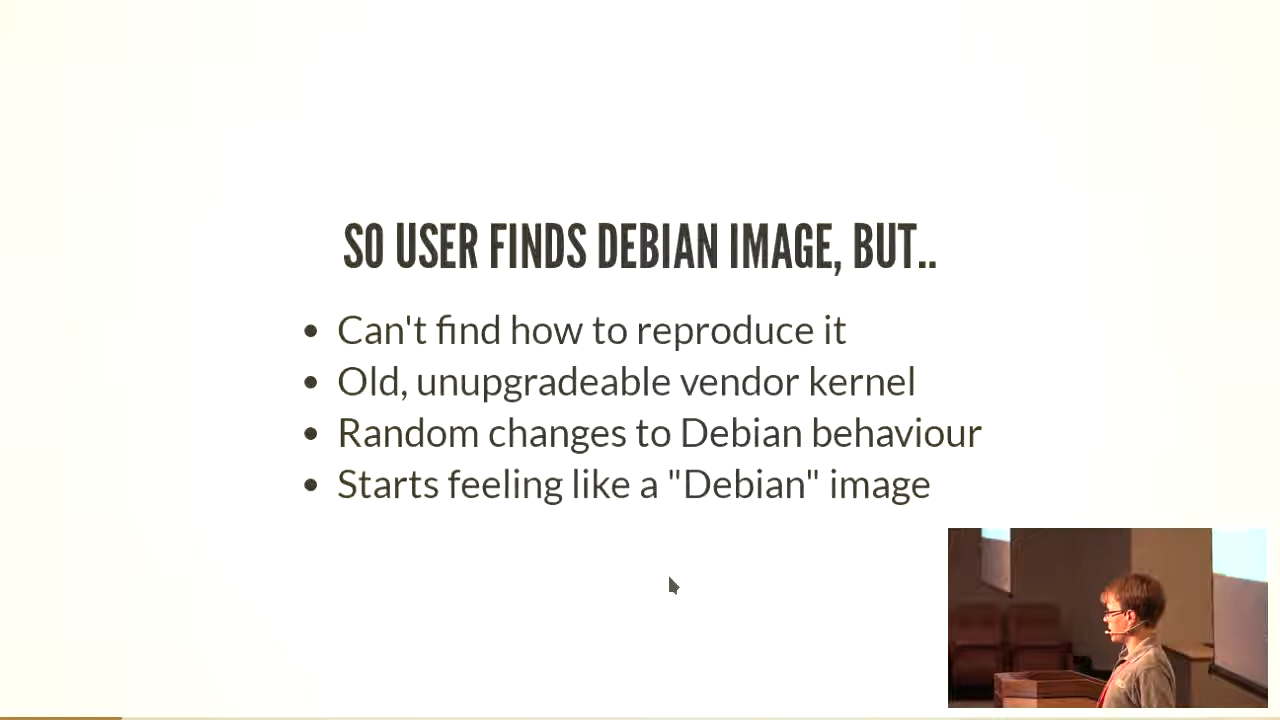 SO USER FINDS DEBIAN IMAGE, BUT..
Can't find how to reproduce it
Old, unupgradeable vendor kernel
Random changes to Debian behaviour
Starts feeling like a "Debian" image